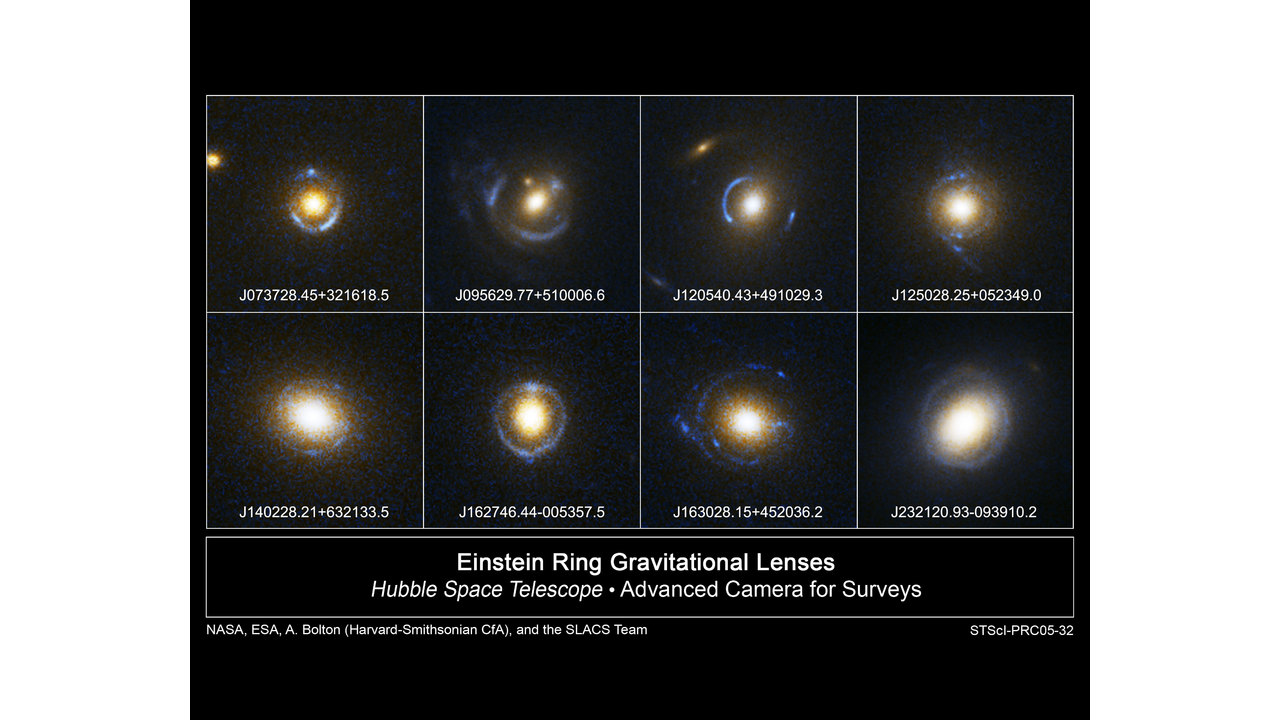 J073728.45+321618.5
J095629.77+510006.6
J120540.43+491029.3
J125028.25+052349.0
J140228.21+632133.5
J162746.44-005357.5
J163028.15+452036.2
J232120.93-093910.2
Einstein Ring Gravitational Lenses
Hubble Space Telescope • Advanced Camera for Surveys
NASA, ESA, A. Bolton (Harvard-Smithsonian CfA), and the SLACS Team
STScI-PRC05-32